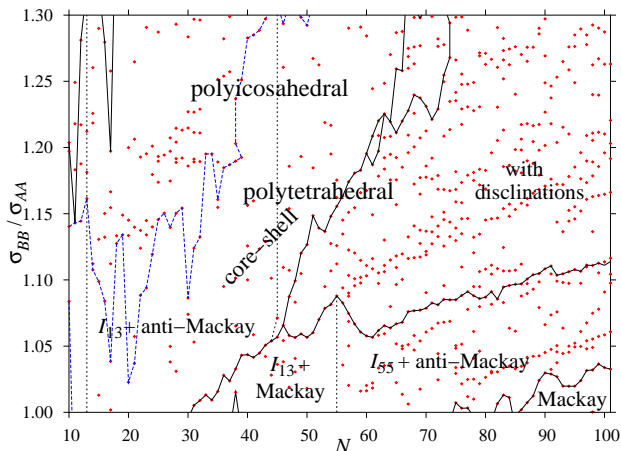 1.30
1.25
1.20
1.15
1.10
1.05
1.00
σBB/σAA
10
20
30
40
50
60
70
80
90
100
N
polyicosahedral
polytetrahedral
with
disclinations
core−shell
I13+ anti−Mackay
I13 +
Mackay
I55 + anti−Mackay
Mackay